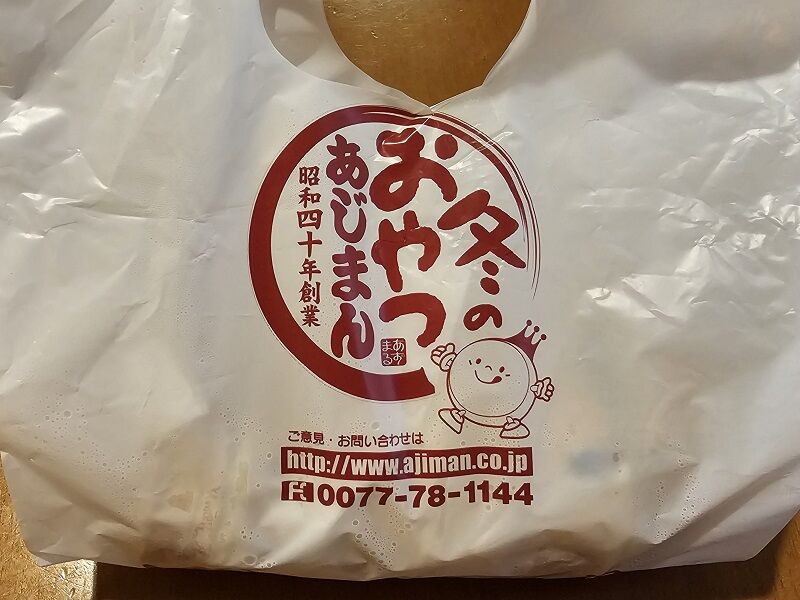 冬の
おやつ
あじまん
昭和四十年創業
あず
まる
ご意見・お問い合わせは
http://www.ajiman.co.jp
0077-78-1144